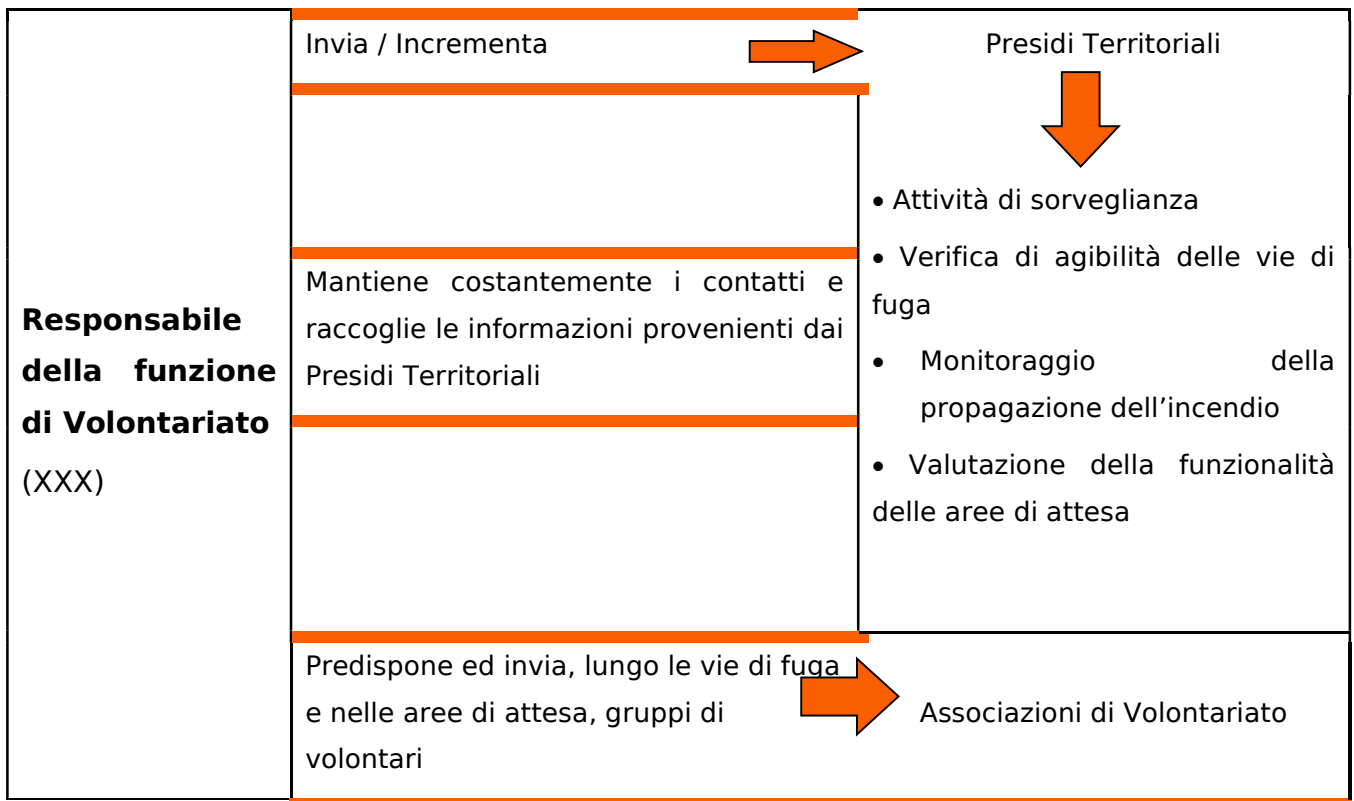 Responsabile
della funzione
di Volontariato
(XXX)
Invia / Incrementa
Mantiene costantemente i contatti e
raccoglie le informazioni provenienti dai
Presidi Territoriali
Predispone ed invia, lungo le vie di fuga
e nelle aree di attesa, gruppi di
volontari
Presidi Territoriali
• Attività di sorveglianza
• Verifica di agibilità delle vie di
fuga
• Monitoraggio della
propagazione dell’incendio
• Valutazione della funzionalità
delle aree di attesa
Associazioni di Volontariato